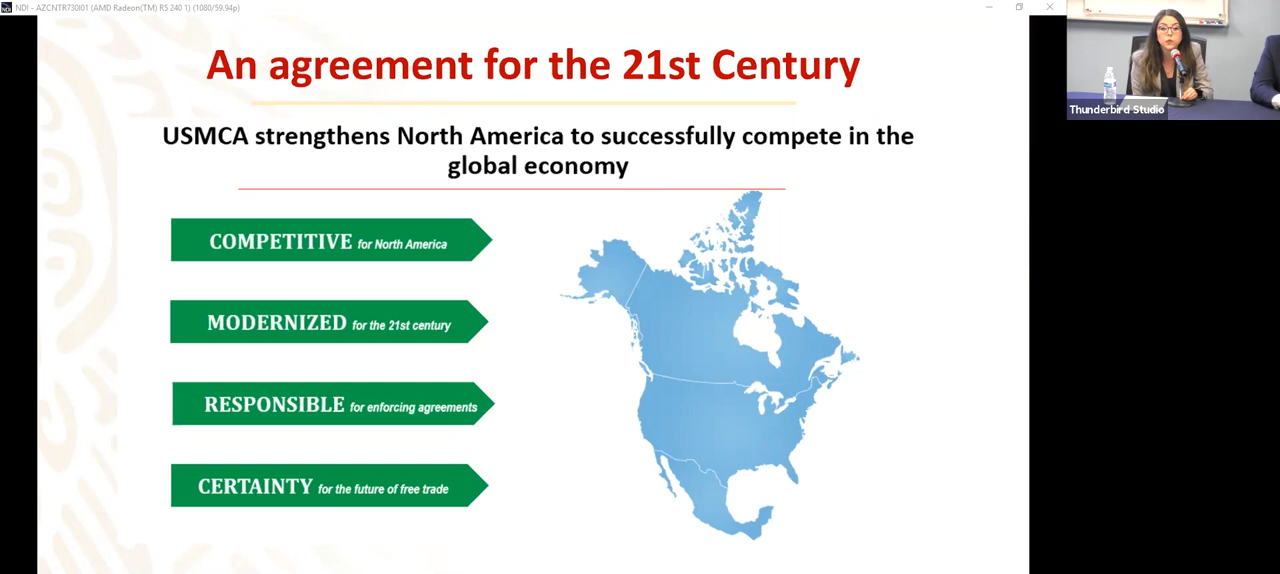 NDI - AZCNTR730I01 (AMD Radeon(TM) RS 240 1) (1080/59.94p)
An agreement for the 21st Century
USMCA strengthens North America to successfully compete in the
global economy
COMPETITIVE for North America
MODERNIZED for the 21st century
RESPONSIBLE for enforcing agreements
CERTAINTY for the future of free trade
Thunderbird Studio